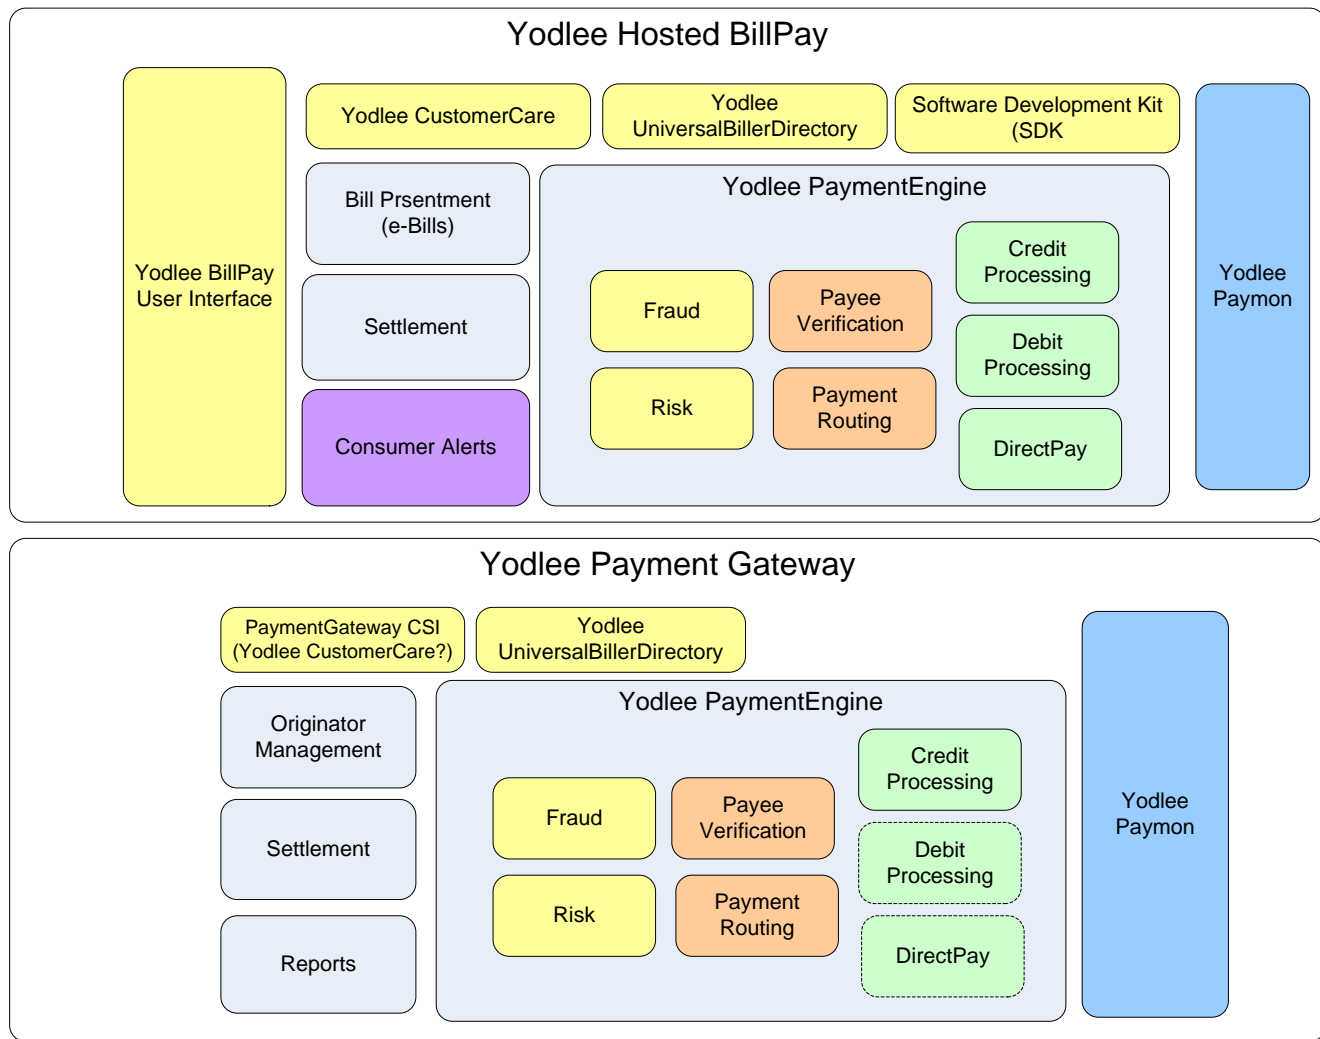 Yodlee Hosted BillPay
Yodlee BillPay
User Interface
Yodlee CustomerCare
Yodlee
UniversalBillerDirectory
Software Development Kit
(SDK
Bill Prsentment
(e-Bills)
Settlement
Consumer Alerts
Yodlee PaymentEngine
Fraud
Payee
Verification
Credit
Processing
Risk
Payment
Routing
Debit
Processing
DirectPay
Yodlee
Paymon
Yodlee Payment Gateway
PaymentGateway CSI
(Yodlee CustomerCare?)
Yodlee
UniversalBillerDirectory
Originator
Management
Settlement
Reports
Yodlee PaymentEngine
Fraud
Payee
Verification
Credit
Processing
Risk
Payment
Routing
Debit
Processing
DirectPay
Yodlee
Paymon